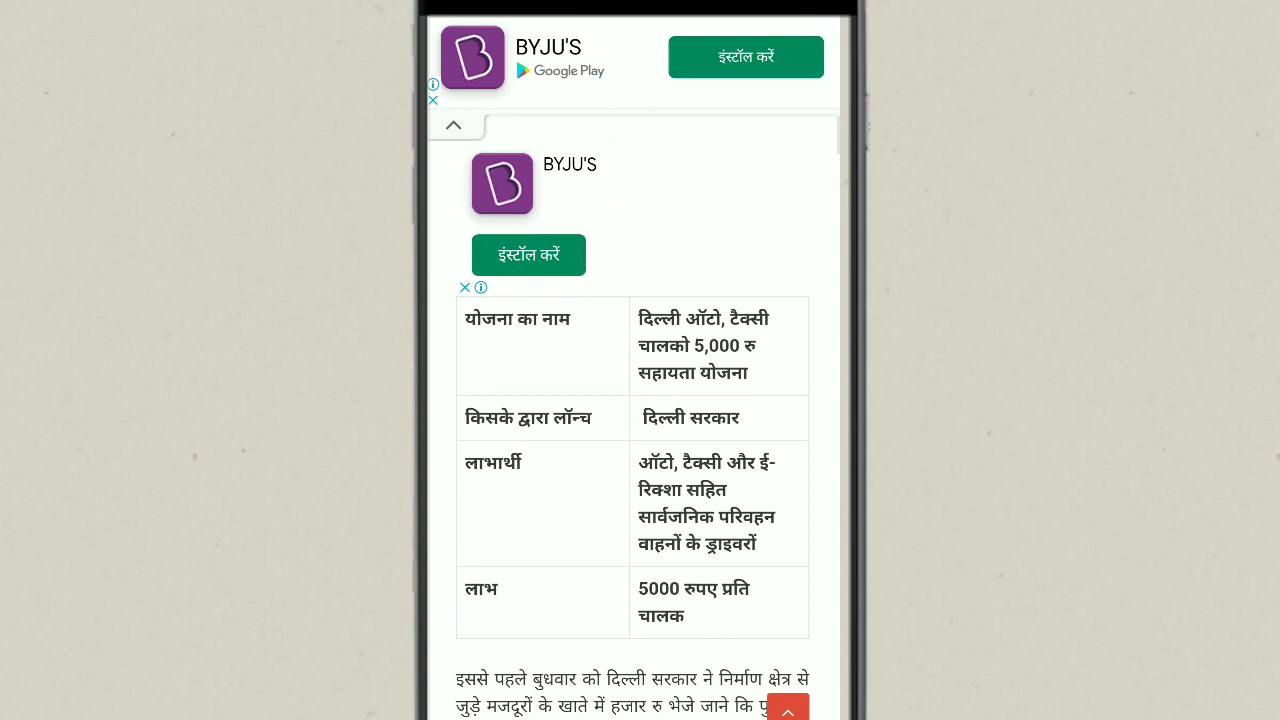 BYJU'S
Google Play
इंस्टॉल करें
BYJU'S
इंस्टॉल करें
योजना का नाम
दिल्ली ऑटो, टैक्सी
चालको 5,000 रु
सहायता योजना
किसके द्वारा लॉन्च
दिल्ली सरकार
लाभार्थी
ऑटो, टैक्सी और ई-
रिक्शा सहित
सार्वजनिक परिवहन
वाहनों के ड्राइवरों
लाभ
5000 रुपए प्रति
चालक
इससे पहले बुधवार को दिल्ली सरकार ने निर्माण क्षेत्र से
जुड़े मजदूरों के खाते में हजार रु भेजे जाने कि